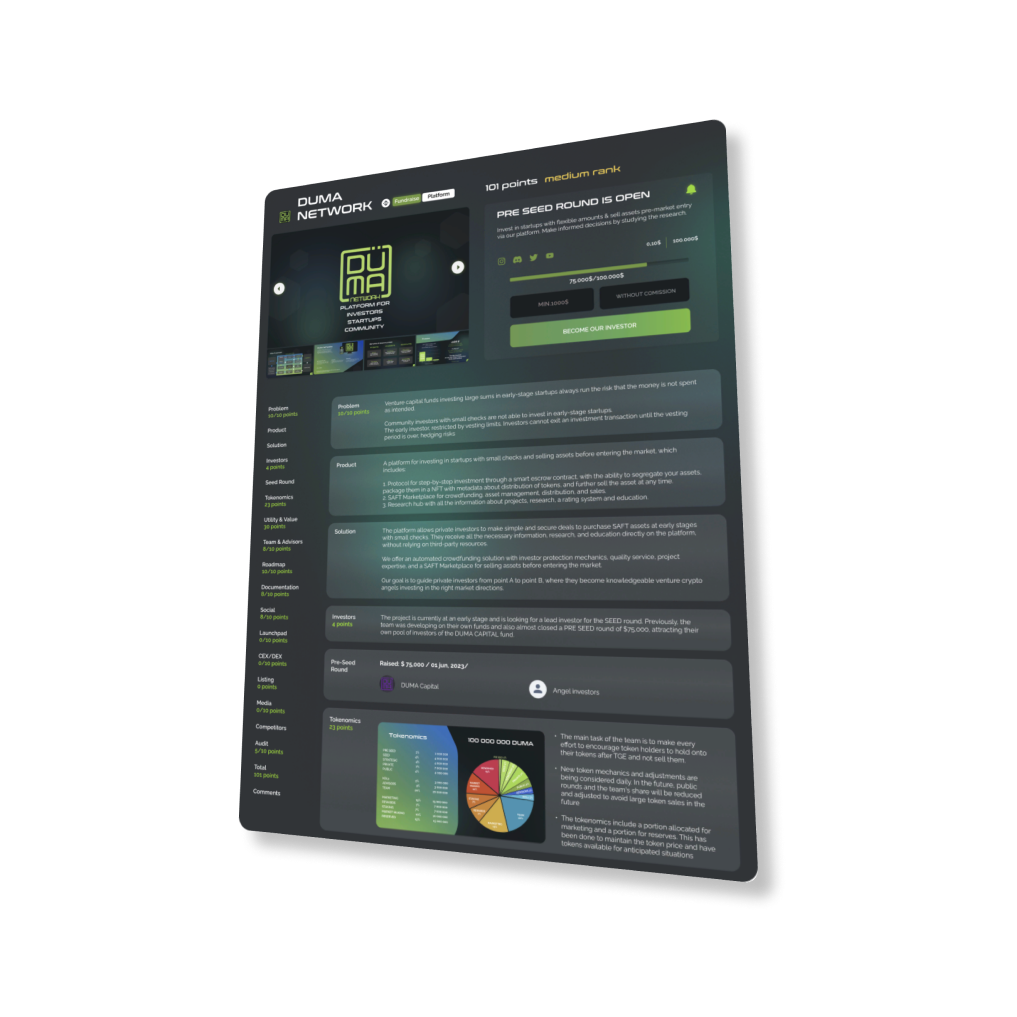 DUMA
NETWORK
Fundraise
Platform
101 points medium rank
DÜ
MA
NETWORK
PLATFORM FOR
INVESTORS
STARTUPS
COMMUNITY
PRE SEED ROUND IS OPEN
Invest in startups with flexible amounts & sell assets pre-market entry
via our platform. Make informed decisions by studying the research.
0.10$ 100.000$
75.000$/100.000$
MIN 1000$
WITHOUT COMISSION
BECOME OUR INVESTOR
Problem
10/10 points
Product
Solution
Investors
4 points
Seed Round
Tokenomics
23 points
Utility & Value
30 points
Team & Advisors
8/10 points
Roadmap
10/10 points
Documentation
8/10 points
Social
8/10 points
Launchpad
0/10 points
CEX/DEX
0/10 points
Listing
0 points
Media
0/10 points
Competitors
Audit
5/10 points
Total
101 points
Comments
Problem
10/10 points
Venture capital funds investing large sums in early-stage startups always run the risk that the money is not spent
as intended.
Community investors with small checks are not able to invest in early-stage startups.
The early investor, restricted by vesting limits. Investors cannot exit an investment transaction until the vesting
period is over, hedging risks
Product
A platform for investing in startups with small checks and selling assets before entering the market, which
includes:
1. Protocol for step-by-step investment through a smart escrow contract, with the ability to segregate your assets,
package them in a NFT with metadata about distribution of tokens, and further sell the asset at any time.
2. SAFT Marketplace for crowdfunding, asset management, distribution, and sales.
3. Research hub with all the information about projects, research, a rating system and education
Solution
The platform allows private investors to make simple and secure deals to purchase SAFT assets at early stages
with small checks. They receive all the necessary information, research, and education directly on the platform,
without relying on third-party resources.
We offer an automated crowdfunding solution with investor protection mechanics, quality service, project
expertise, and a SAFT Marketplace for selling assets before entering the market.
Our goal is to guide private investors from point A to point B, where they become knowledgeable venture crypto
angels investing in the right market directions.
Investors
4 points
The project is currently at an early stage and is looking for a lead investor for the SEED round. Previously, the
team was developing on their own funds and also almost closed a PRE SEED round of $75,000, attracting their
own pool of investors of the DUMA CAPITAL fund.
Pre-Seed
Round
Raised: $ 75,000 / 01 jun, 2023/
DUMA Capital
Angel Investors
Tokenomics
23 points
Tokenomics
100 000 000 DUMA
• The main task of the team is to make every
effort to encourage token holders to hold onto
their tokens after TGE and not sell them.
• New token mechanics and adjustments are
being considered daily. In the future, public
rounds and the team's share will be reduced
and adjusted to avoid large token sales in the
future
• The tokenomics include a portion allocated for
marketing and a portion for reserves. This has
been done to maintain the token price and have
tokens available for anticipated situations